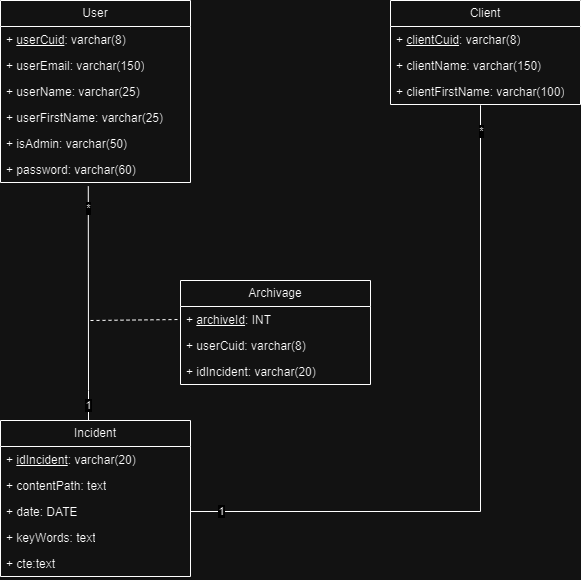 User
+ userCuid: varchar(8)
+ userEmail: varchar(150)
+ userName: varchar(25)
+ userFirstName: varchar(25)
+ isAdmin: varchar(50)
+ password: varchar(60)
Client
+ clientCuid: varchar(8)
+ clientName: varchar(150)
+ clientFirstName: varchar(100)
*
*
Archivage
+ archiveId: INT
+ userCuid: varchar(8)
+ idIncident: varchar(20)
1
Incident
+ idIncident: varchar(20)
+ contentPath: text
+ date: DATE
+ keyWords: text
+ cte:text
1